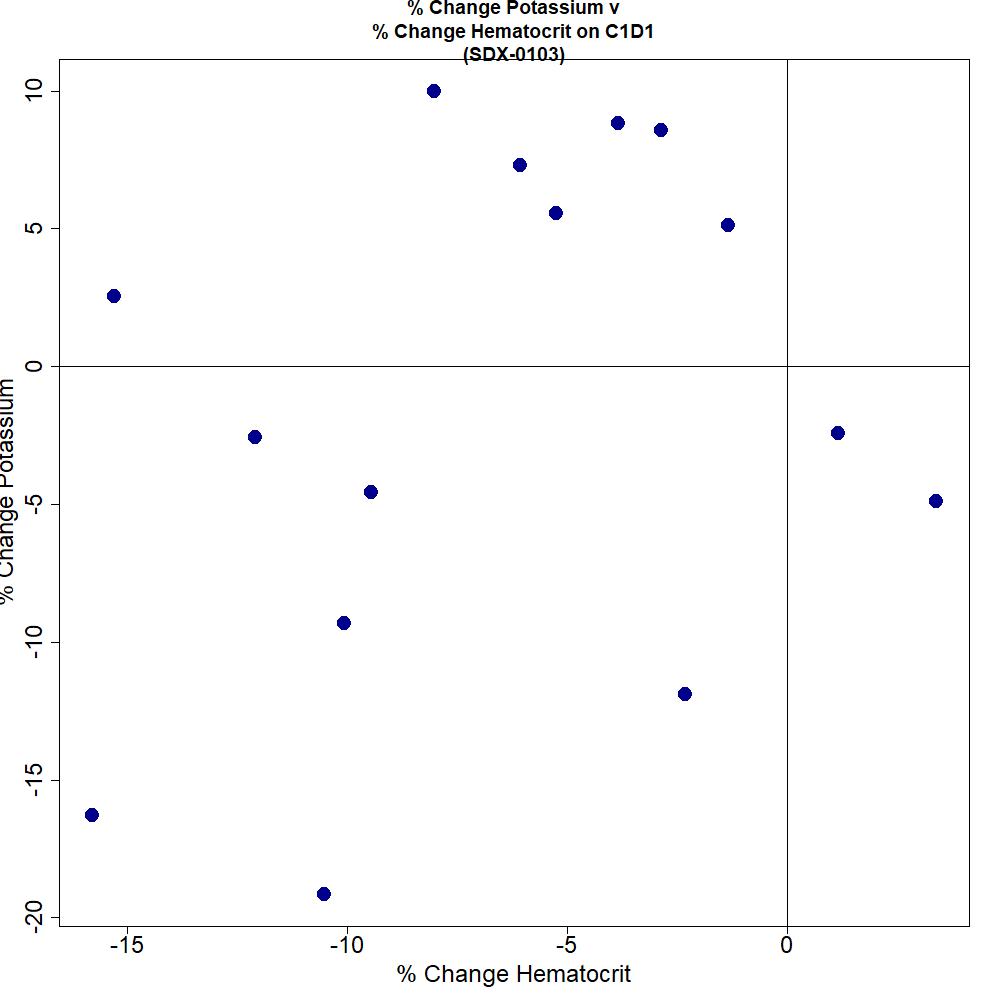 % Change Potassium v
% Change Hematocrit on C1D1
(SDX-0103)
10
5
0
-5
-10
-15
-20
% Change Potassium
-15 -10 -5 0
% Change Hematocrit